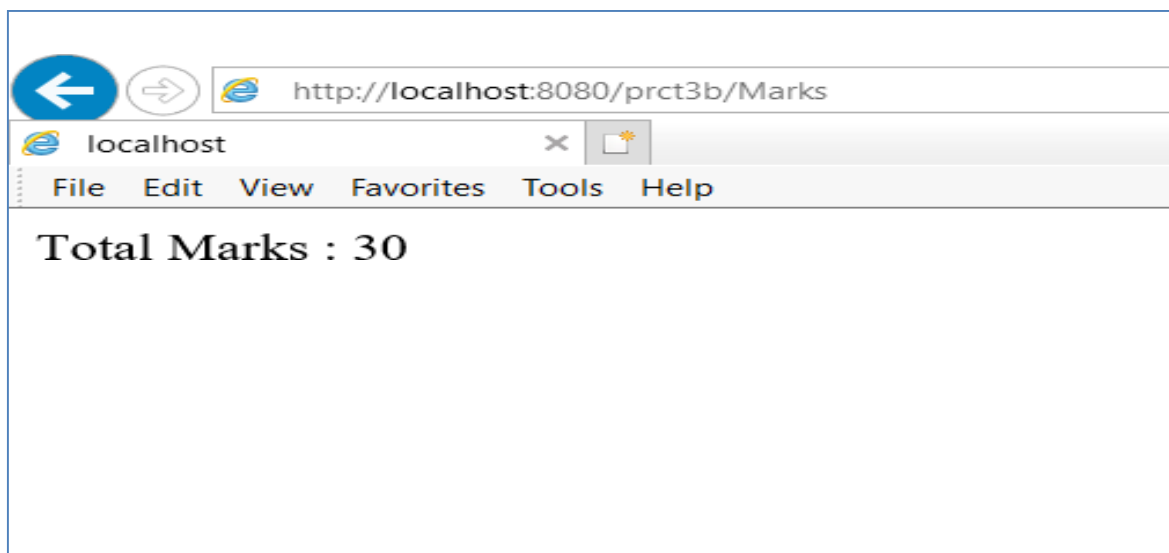 http://localhost:8080/prct3b/Marks
localhost
File Edit View Favorites Tools Help
Total Marks : 30